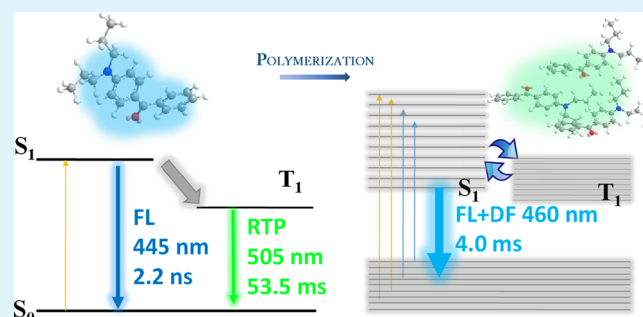 POLYMERIZATION
S1
T1
FL
445 nm
2.2 ns
RTP
505 nm
53.5 ms
S0
S1
T1
FL+DF 460 nm
4.0 ms